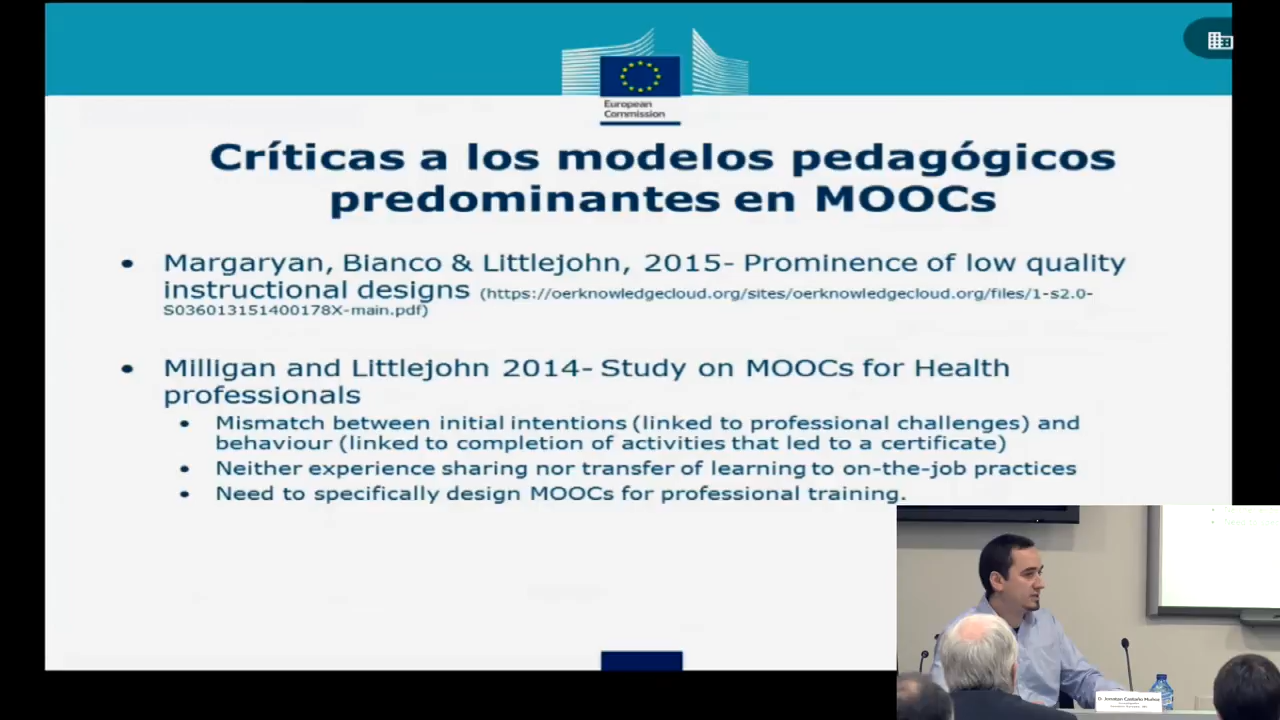 European
Commission
Críticas a los modelos pedagógicos
predominantes en MOOCs
• Margaryan, Bianco & Littlejohn, 2015- Prominence of low quality
instructional designs (https://oerknowledgecloud.org/sites/oerknowledgecloud.org/files/1-s2.0-
S036013151400178X-main.pdf)
• Milligan and Littlejohn 2014- Study on MOOCs for Health
professionals
• Mismatch between initial intentions (linked to professional challenges) and
behaviour (linked to completion of activities that led to a certificate)
• Neither experience sharing nor transfer of learning to on-the-job practices
• Need to specifically design MOOCs for professional training.
D. Jonatan Castaño Muñoz